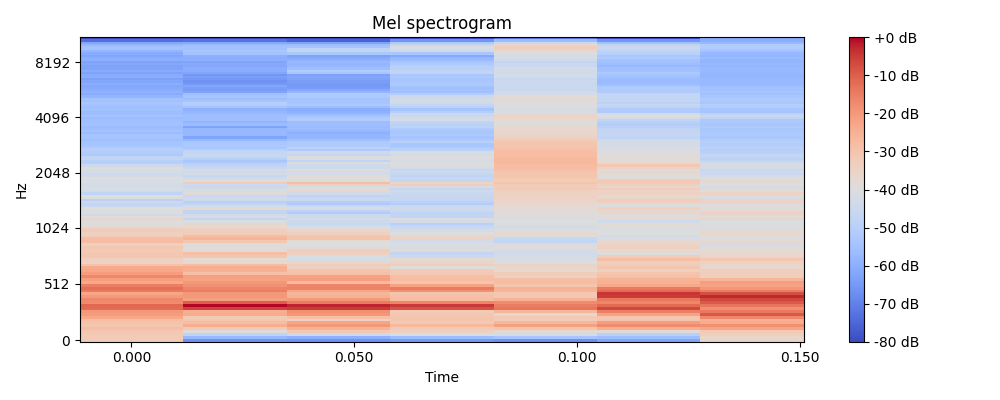 Mel spectrogram
Hz
8192
4096
2048
1024
512
0
0.000
0.050
0.100
0.150
Time
+0 dB
-10 dB
-20 dB
-30 dB
-40 dB
-50 dB
-60 dB
-70 dB
-80 dB